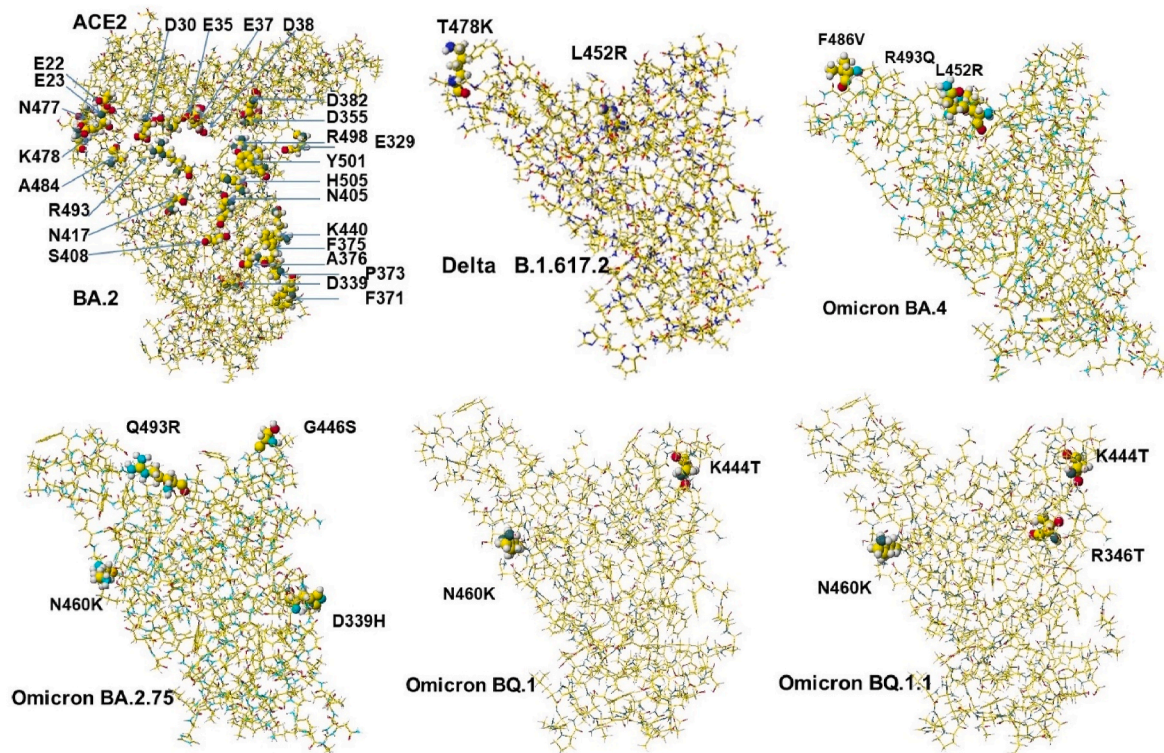 ACE2
D30 E35 E37 D38
E22
E23
N477
K478
A484
R493
N417
S408
D382
D355
R498
E329
Y501
H505
N405
K440
F375
A376
P373
D339
F371
BA.2
T478K
L452R
Delta B.1.617.2
F486V
R493Q
L452R
Omicron BA.4
Q493R
G446S
N460K
D339H
Omicron BA.2.75
K444T
N460K
Omicron BQ.1
K444T
R346T
N460K
Omicron BQ.1.1